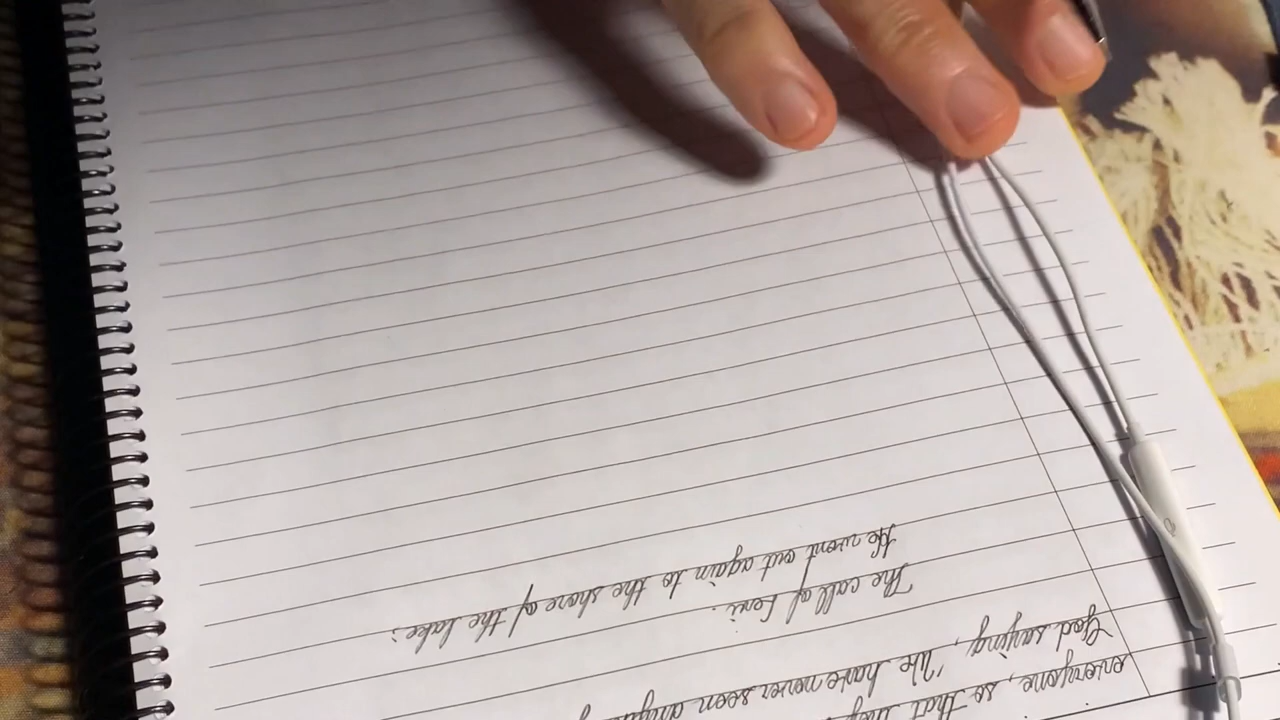 everyone, so that they
God saying, "We have never seen
The call of Levi.
He went out again to the shore of the lake;